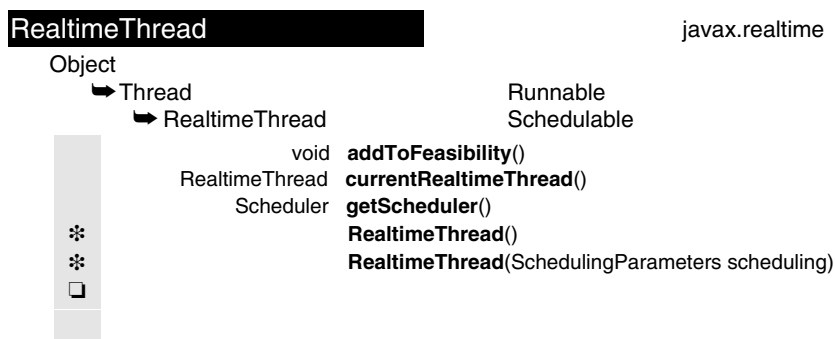 RealtimeThread javax.realtime
Object
➥ Thread Runnable
➥ RealtimeThread Schedulable
void addToFeasibility()
RealtimeThread currentRealtimeThread()
Scheduler getScheduler()
✻ RealtimeThread()
✻ RealtimeThread(SchedulingParameters scheduling)
❏